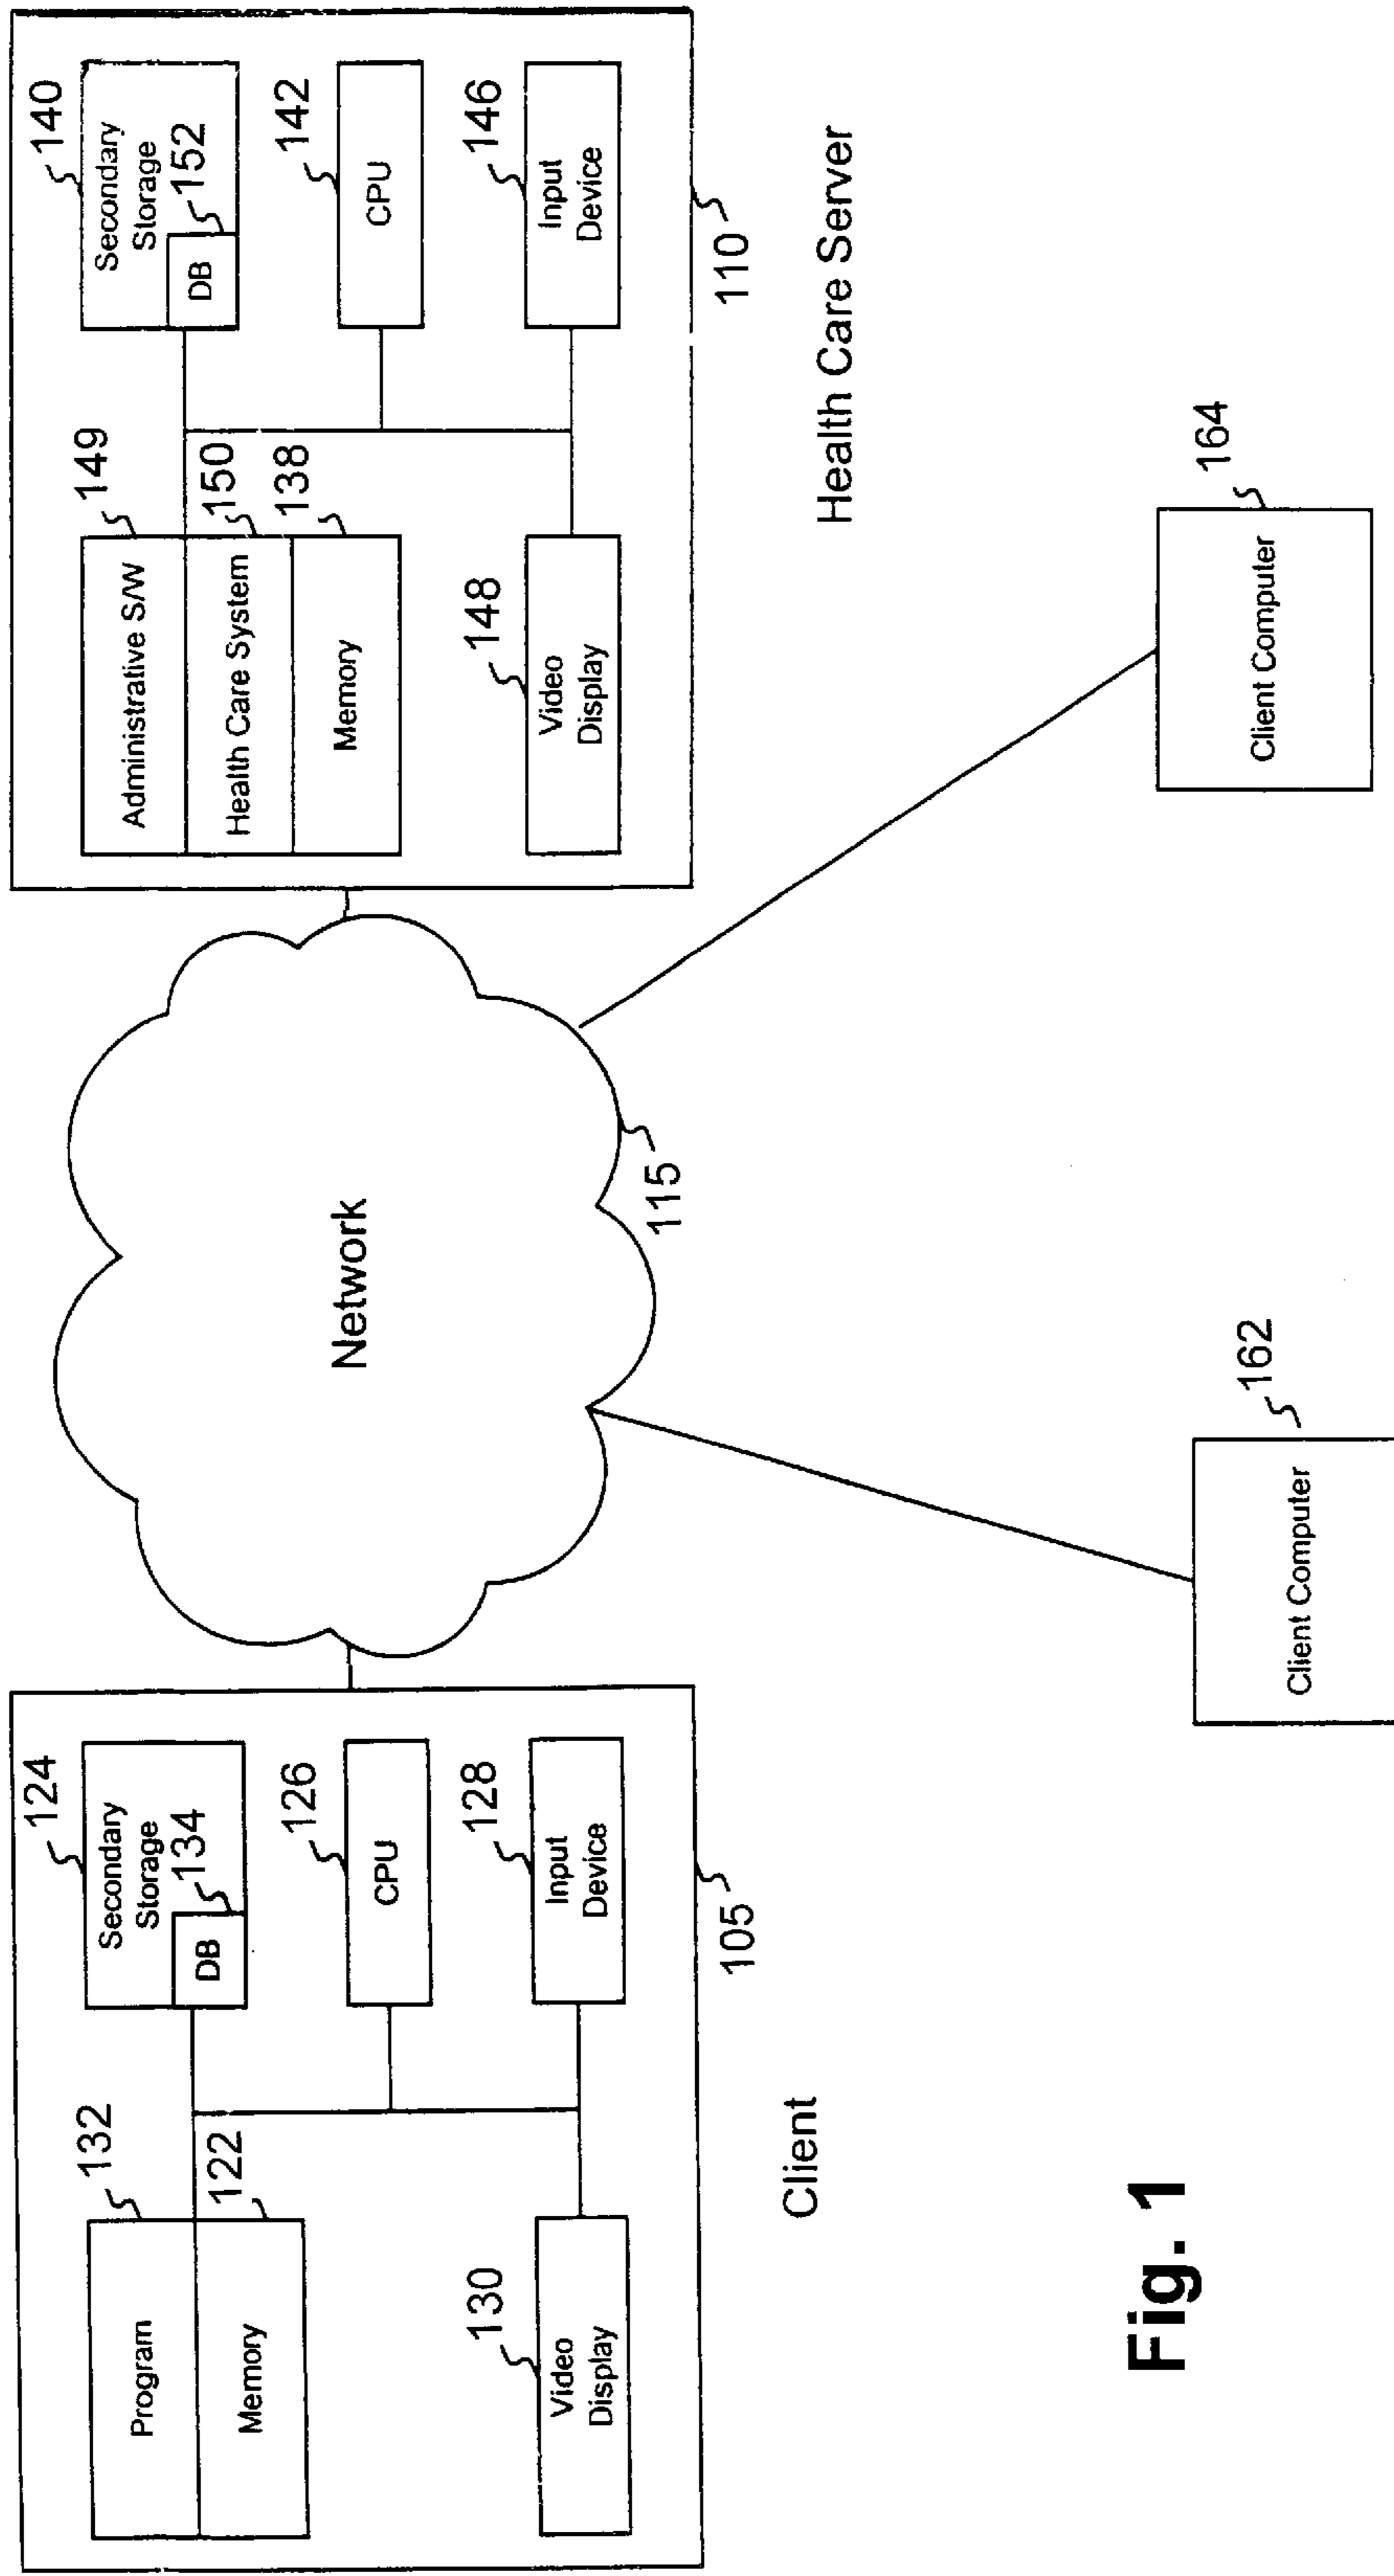 132
Program
122
Memory
124
Secondary
Storage
134
DB
126
CPU
130
Video
Display
128
Input
Device
105
Client
Network
115
149
Administrative S/W
150
Health Care System
138
Memory
140
Secondary
Storage
152
DB
142
CPU
148
Video
Display
146
Input
Device
110
Health Care Server
162
Client Computer
164
Client Computer
Fig. 1